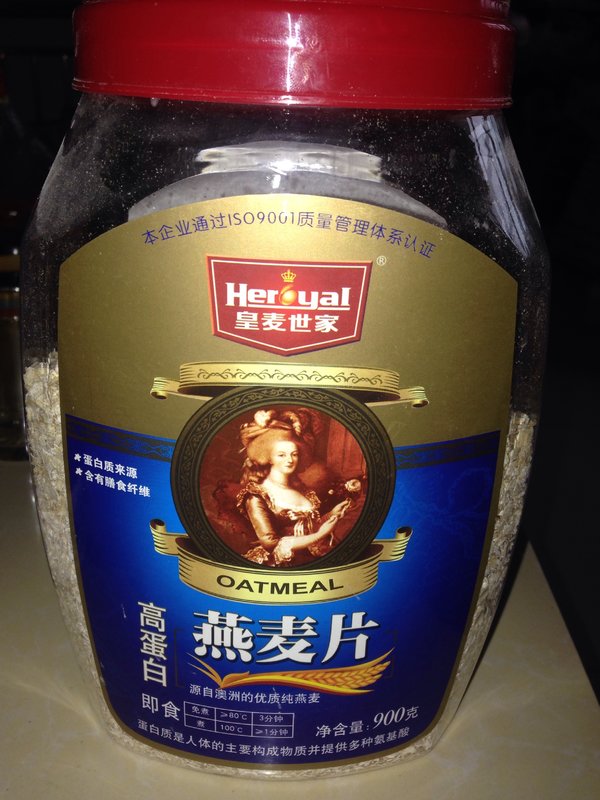 本企业通过ISO9001质量管理体系认证
®
Heroyal
皇麦世家
★蛋白质来源
★含有膳食纤维
OATMEAL
高蛋白
燕麦片
源自澳洲的优质纯燕麦
即食
免煮 ≥80℃ 3分钟
煮 100℃ ≥1分钟
净含量:900克
蛋白质是人体的主要构成物质并提供多种氨基酸